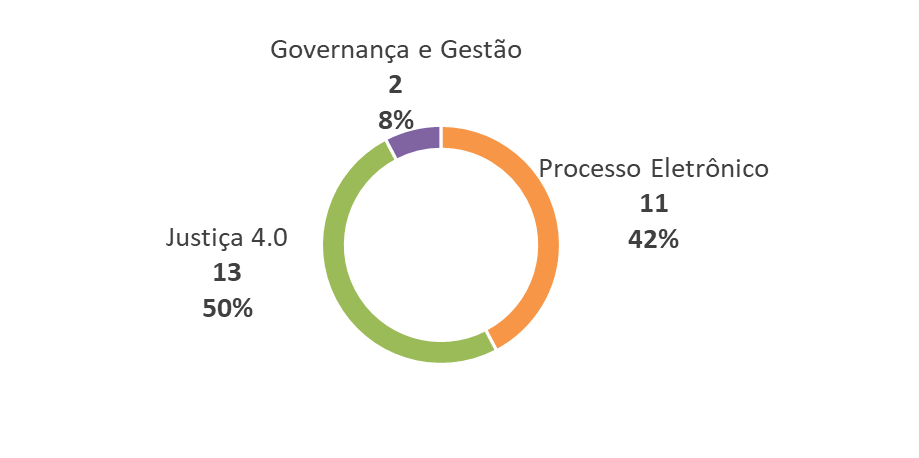 Governança e Gestão
2
8%
Processo Eletrônico
11
42%
Justiça 4.0
13
50%